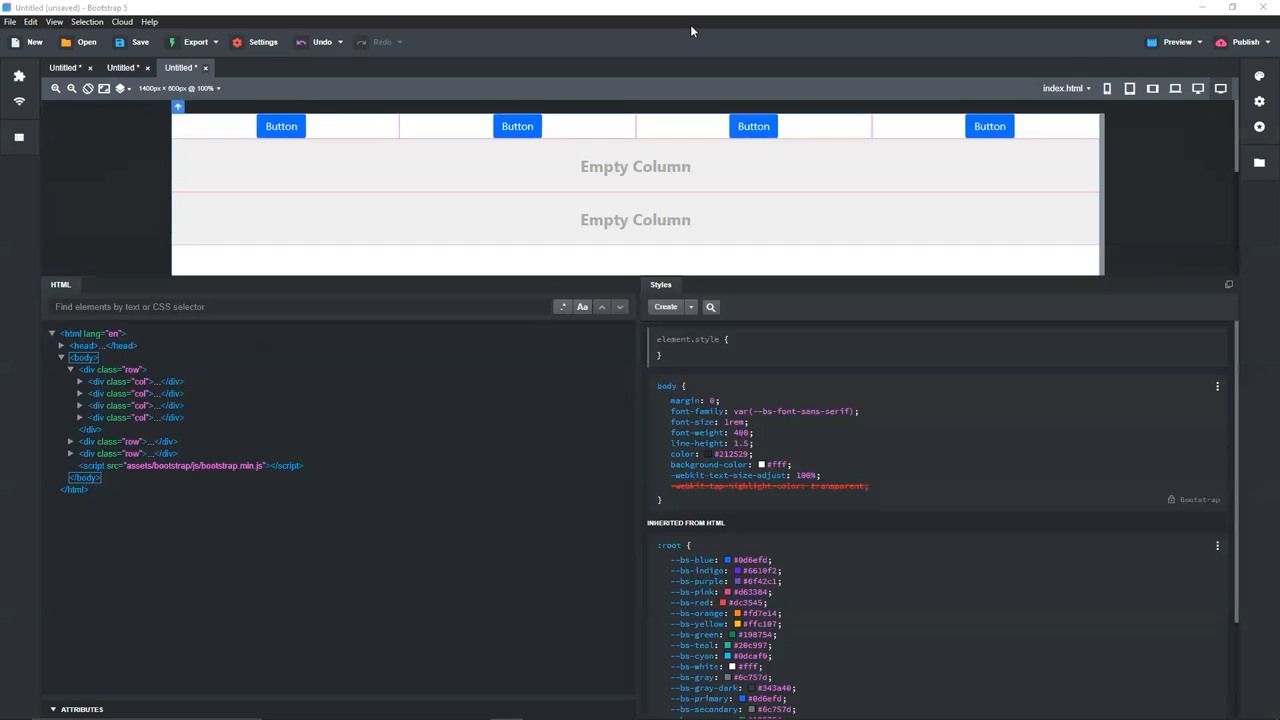 Untitled (unsaved) - Bootstrap 5
File Edit View Selection Cloud Help
New Open Save Export Settings Undo Redo Preview Publish
Untitled * × Untitled * × Untitled * ×
1400px × 600px @ 100% index.html
Button Button Button Button
Empty Column
Empty Column
HTML
Find elements by text or CSS selector
.* Aa
<html lang="en">
<head>...</head>
<body>
<div class="row">
<div class="col">...</div>
<div class="col">...</div>
<div class="col">...</div>
<div class="col">...</div>
</div>
<div class="row">...</div>
<div class="row">...</div>
<script src="assets/bootstrap/js/bootstrap.min.js"></script>
</body>
</html>
ATTRIBUTES
Styles
Create
element.style {
}
body {
margin: 0;
font-family: var(--bs-font-sans-serif);
font-size: 1rem;
font-weight: 400;
line-height: 1.5;
color: #212529;
background-color: #fff;
-webkit-text-size-adjust: 100%;
-webkit-tap-highlight-color: transparent;
}
Bootstrap
INHERITED FROM HTML
:root {
--bs-blue: #0d6efd;
--bs-indigo: #6610f2;
--bs-purple: #6f42c1;
--bs-pink: #d63384;
--bs-red: #dc3545;
--bs-orange: #fd7e14;
--bs-yellow: #ffc107;
--bs-green: #198754;
--bs-teal: #20c997;
--bs-cyan: #0dcaf0;
--bs-white: #fff;
--bs-gray: #6c757d;
--bs-gray-dark: #343a40;
--bs-primary: #0d6efd;
--bs-secondary: #6c757d;